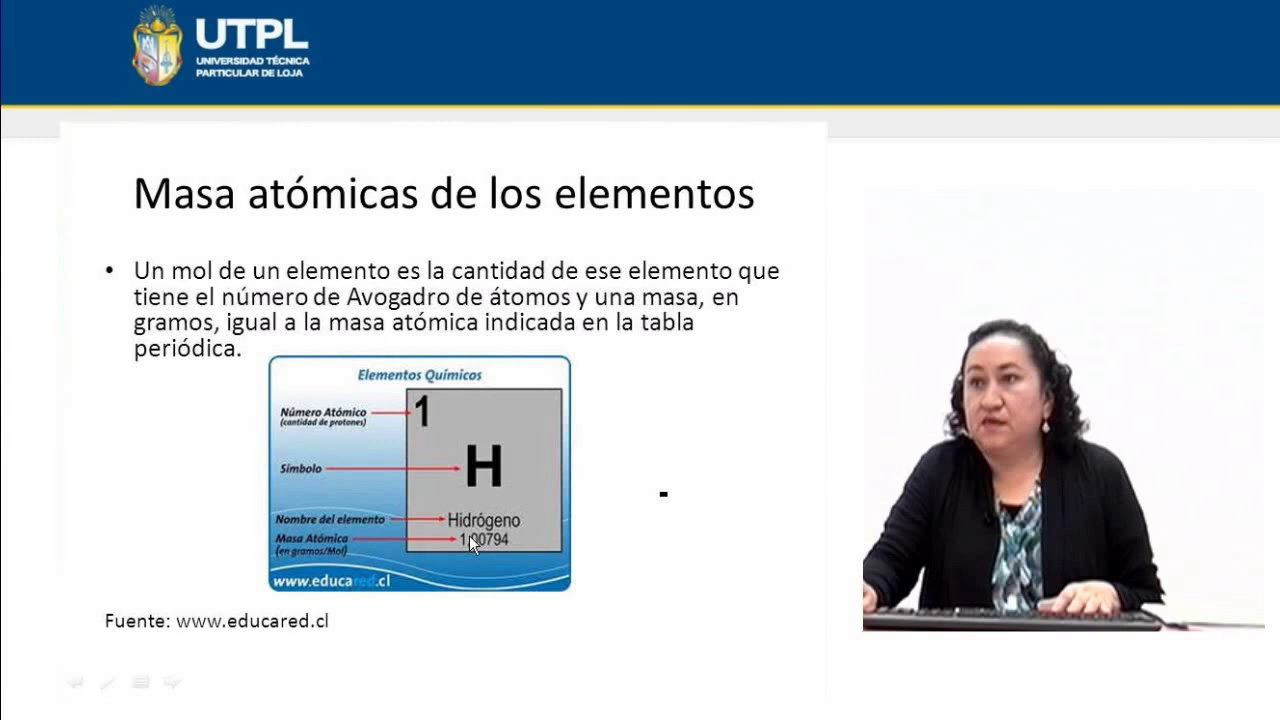 UTPL
UNIVERSIDAD TÉCNICA
PARTICULAR DE LOJA
Masa atómicas de los elementos
• Un mol de un elemento es la cantidad de ese elemento que
tiene el número de Avogadro de átomos y una masa, en
gramos, igual a la masa atómica indicada en la tabla
periódica.
Elementos Químicos
Número Atómico
(cantidad de protones)
1
Símbolo
H
Nombre del elemento
Hidrógeno
Masa Atómica
(en gramos/Mol)
1.00794
www.educared.cl
-
Fuente: www.educared.cl